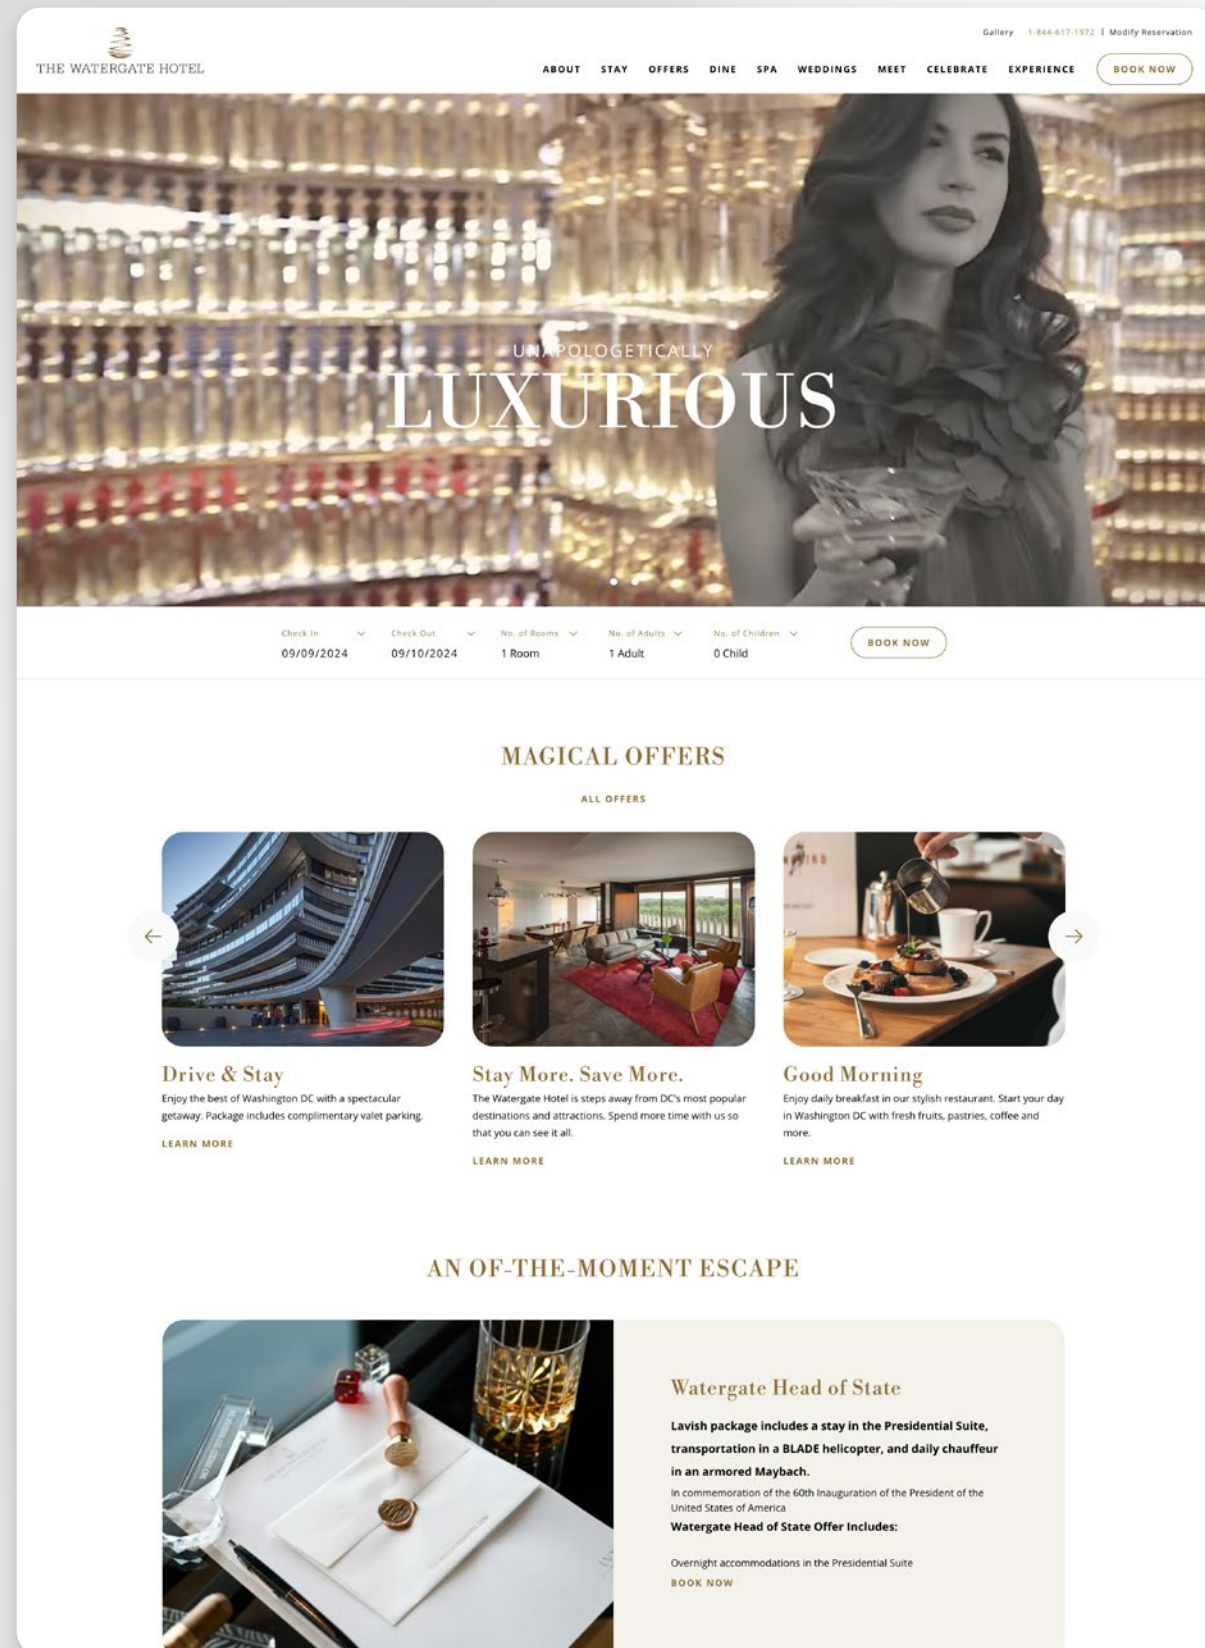 Gallery 1-844-617-1972 | Modify Reservation
THE WATERGATE HOTEL
ABOUT STAY OFFERS DINE SPA WEDDINGS MEET CELEBRATE EXPERIENCE BOOK NOW
UNAPOLOGETICALLY
LUXURIOUS
Check In Check Out No. of Rooms No. of Adults No. of Children
09/09/2024 09/10/2024 1 Room 1 Adult 0 Child
BOOK NOW
MAGICAL OFFERS
ALL OFFERS
Drive & Stay
Enjoy the best of Washington DC with a spectacular
getaway. Package includes complimentary valet parking.
LEARN MORE
Stay More. Save More.
The Watergate Hotel is steps away from DC's most popular
destinations and attractions. Spend more time with us so
that you can see it all.
LEARN MORE
Good Morning
Enjoy daily breakfast in our stylish restaurant. Start your day
in Washington DC with fresh fruits, pastries, coffee and
more.
LEARN MORE
AN OF-THE-MOMENT ESCAPE
Watergate Head of State
Lavish package includes a stay in the Presidential Suite,
transportation in a BLADE helicopter, and daily chauffeur
in an armored Maybach.
In commemoration of the 60th Inauguration of the President of the
United States of America
Watergate Head of State Offer Includes:
Overnight accommodations in the Presidential Suite
BOOK NOW